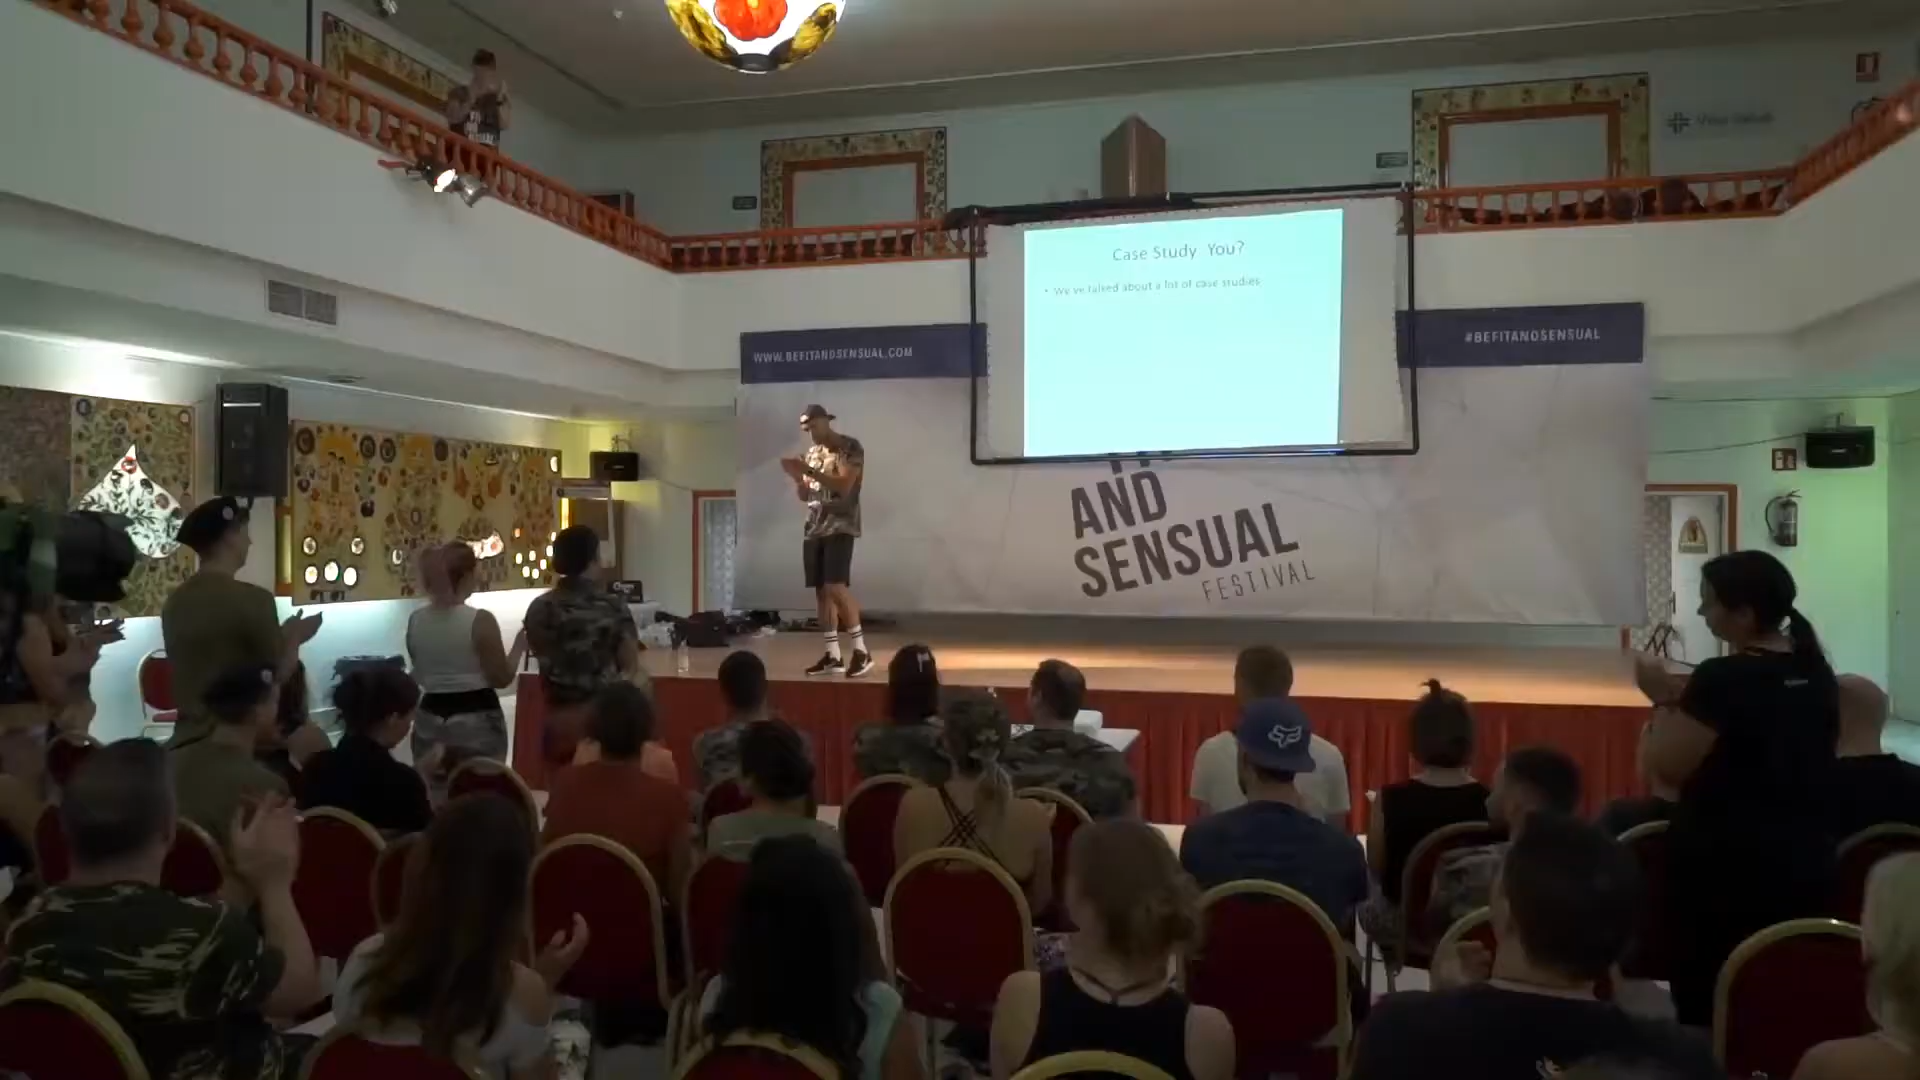 Case Study You?
• We've talked about a lot of case studies
WWW.BEFITANDSENSUAL.COM
#BEFITANDSENSUAL
AND
SENSUAL
FESTIVAL